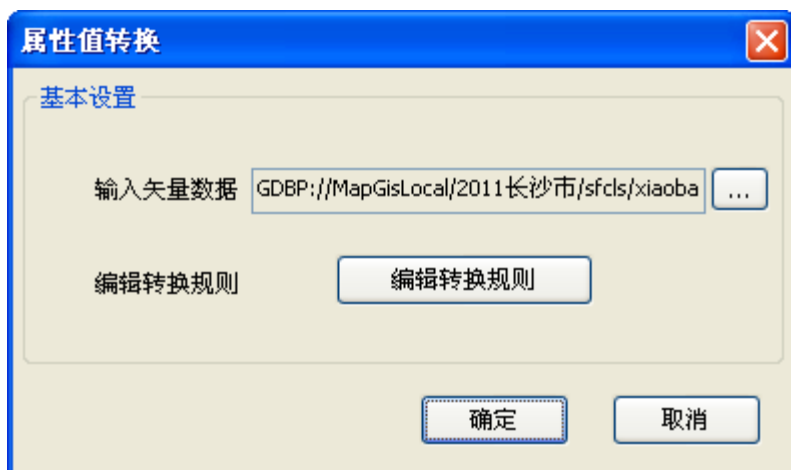 属性值转换
基本设置
输入矢量数据 GDBP://MapGisLocal/2011长沙市/sfcls/xiaoba ...
编辑转换规则 编辑转换规则
确定 取消